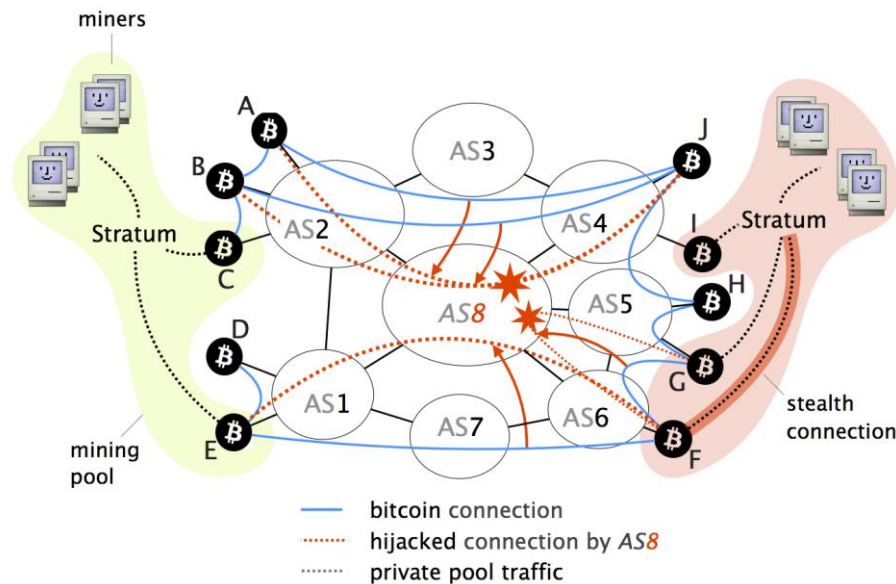 miners
A
B
C
D
E
Stratum
mining
pool
AS3
AS2
AS4
AS8
AS5
AS1
AS7
AS6
J
I
H
G
F
Stratum
stealth
connection
bitcoin connection
hijacked connection by AS8
private pool traffic